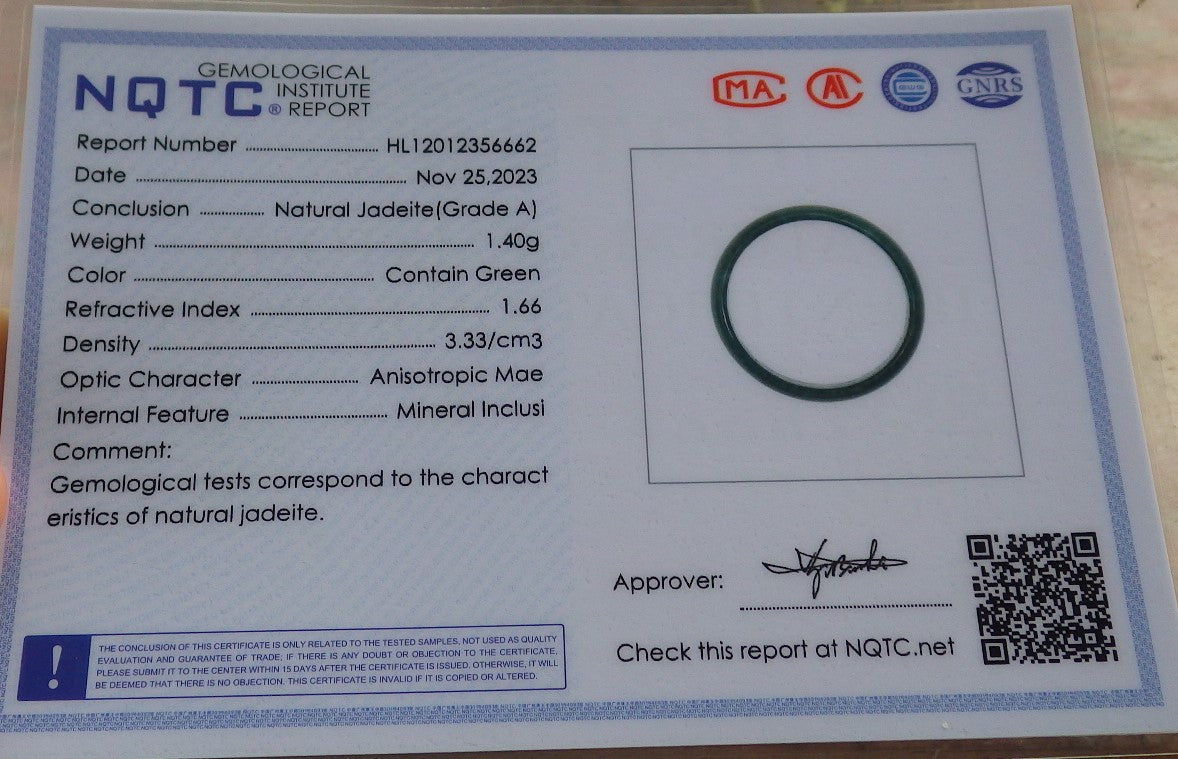 NQTC® GEMOLOGICAL INSTITUTE REPORT
MA
AL
GNRS
Report Number ........ HL12012356662
Date ........ Nov 25,2023
Conclusion ........ Natural Jadeite(Grade A)
Weight ........ 1.40g
Color ........ Contain Green
Refractive Index ........ 1.66
Density ........ 3.33/cm3
Optic Character ........ Anisotropic Mae
Internal Feature ........ Mineral Inclusi
Comment:
Gemological tests correspond to the charact
eristics of natural jadeite.
Approver:
Check this report at NQTC.net
!
THE CONCLUSION OF THIS CERTIFICATE IS ONLY RELATED TO THE TESTED SAMPLES, NOT USED AS QUALITY
EVALUATION AND GUARANTEE OF TRADE; IF THERE IS ANY DOUBT OR OBJECTION TO THE CERTIFICATE,
PLEASE SUBMIT IT TO THE CENTER WITHIN 15 DAYS AFTER THE CERTIFICATE IS ISSUED. OTHERWISE, IT WILL
BE DEEMED THAT THERE IS NO OBJECTION. THIS CERTIFICATE IS INVALID IF IT IS COPIED OR ALTERED.